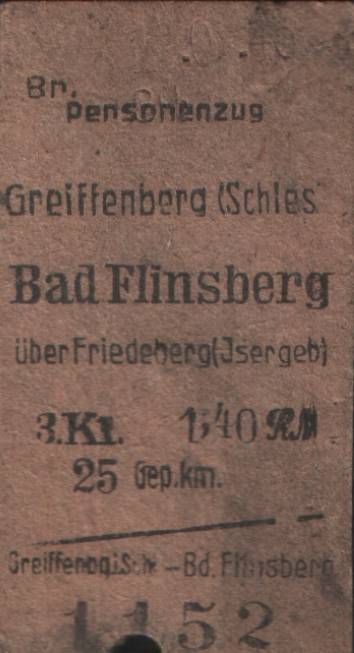 Br.
Personenzug
Greiffenberg (Schles
Bad Flinsberg
über Friedeberg (Jsergeb)
3.Kl. 1,40 RM
25 Gep.km.
Greiffenbg.i.Schl – Bd. Flinsberg
1152